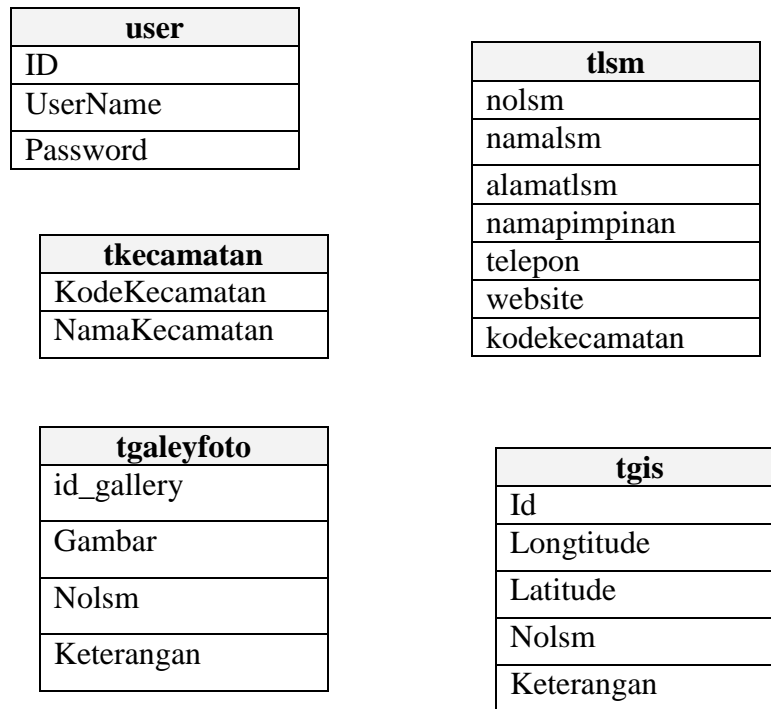 user
ID
UserName
Password
tlsm
nolsm
namalsm
alamatlsm
namapimpinan
telepon
website
kodekecamatan
tkecamatan
KodeKecamatan
NamaKecamatan
tgaleyfoto
id_gallery
Gambar
Nolsm
Keterangan
tgis
Id
Longtitude
Latitude
Nolsm
Keterangan